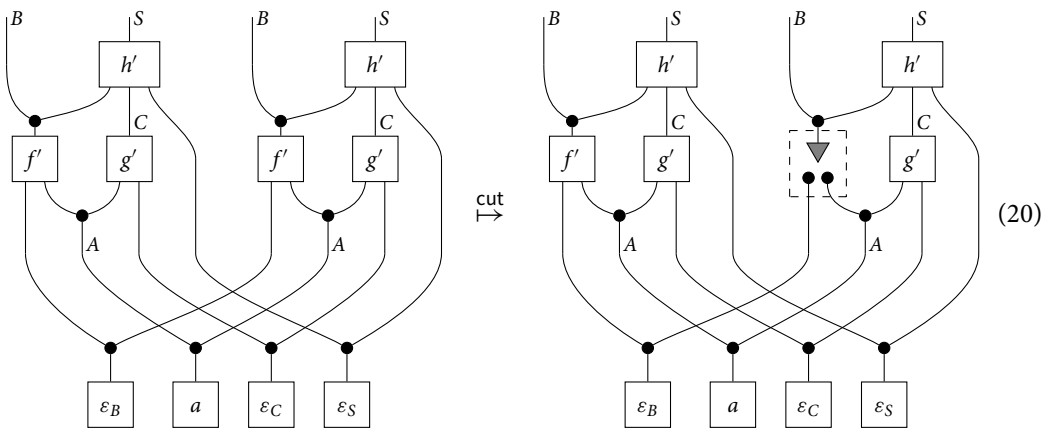 B S B S B S B S
h′ h′ h′ h′
C C C C
f′ g′ f′ g′ f′ g′ g′
cut
↦ (20)
A A A A
ε_B a ε_C ε_S ε_B a ε_C ε_S